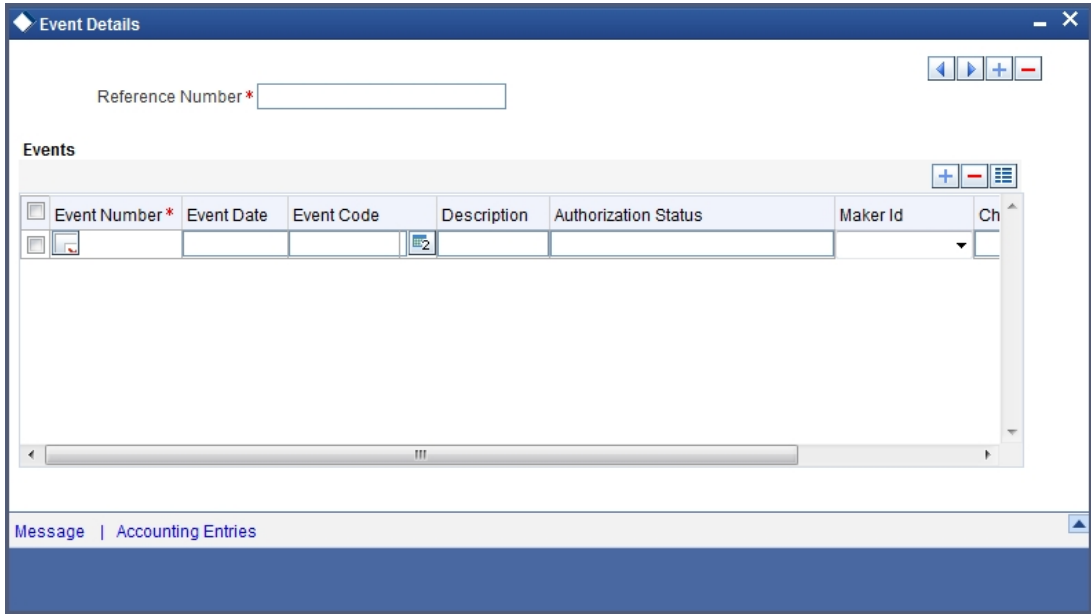 Event Details
Reference Number *
Events
Event Number * Event Date Event Code Description Authorization Status Maker Id Ch
2
Message | Accounting Entries